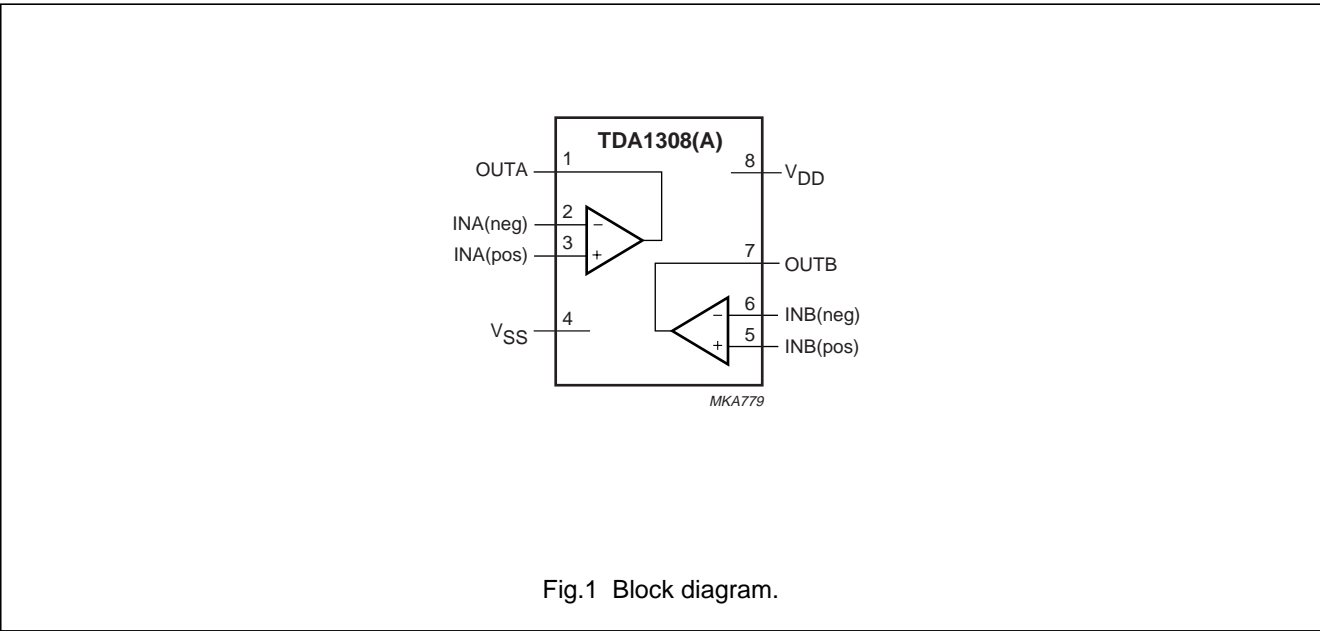 TDA1308(A)
OUTA 1
8 VDD
INA(neg) 2 −
INA(pos) 3 +
7 OUTB
− 6 INB(neg)
VSS 4
+ 5 INB(pos)
MKA779
Fig.1 Block diagram.